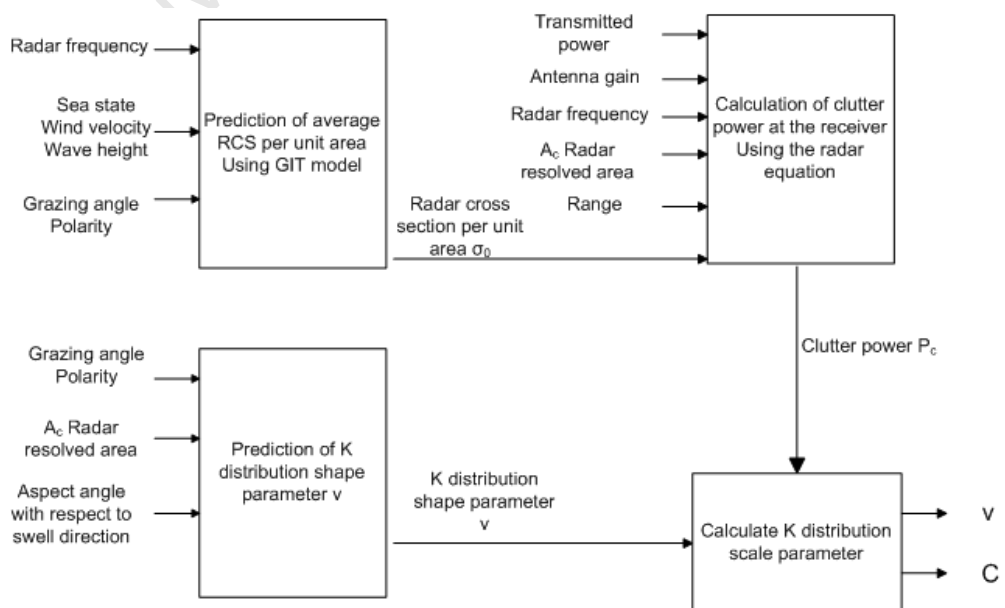 Radar frequency
Sea state
Wind velocity
Wave height
Grazing angle
Polarity
Prediction of average
RCS per unit area
Using GIT model
Radar cross
section per unit
area σ₀
Transmitted
power
Antenna gain
Radar frequency
A꜀ Radar
resolved area
Range
Calculation of clutter
power at the receiver
Using the radar
equation
Clutter power P꜀
Grazing angle
Polarity
A꜀ Radar
resolved area
Aspect angle
with respect to
swell direction
Prediction of K
distribution shape
parameter v
K distribution
shape parameter
v
Calculate K distribution
scale parameter
v
C